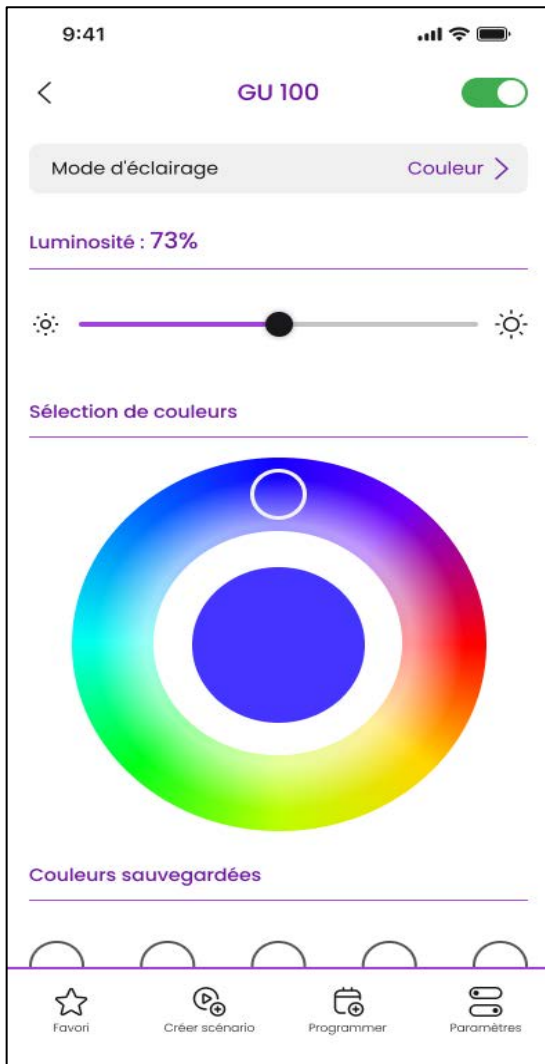 9:41
GU 100
Mode d'éclairage Couleur
Luminosité : 73%
Sélection de couleurs
Couleurs sauvegardées
Favori Créer scénario Programmer Paramètres